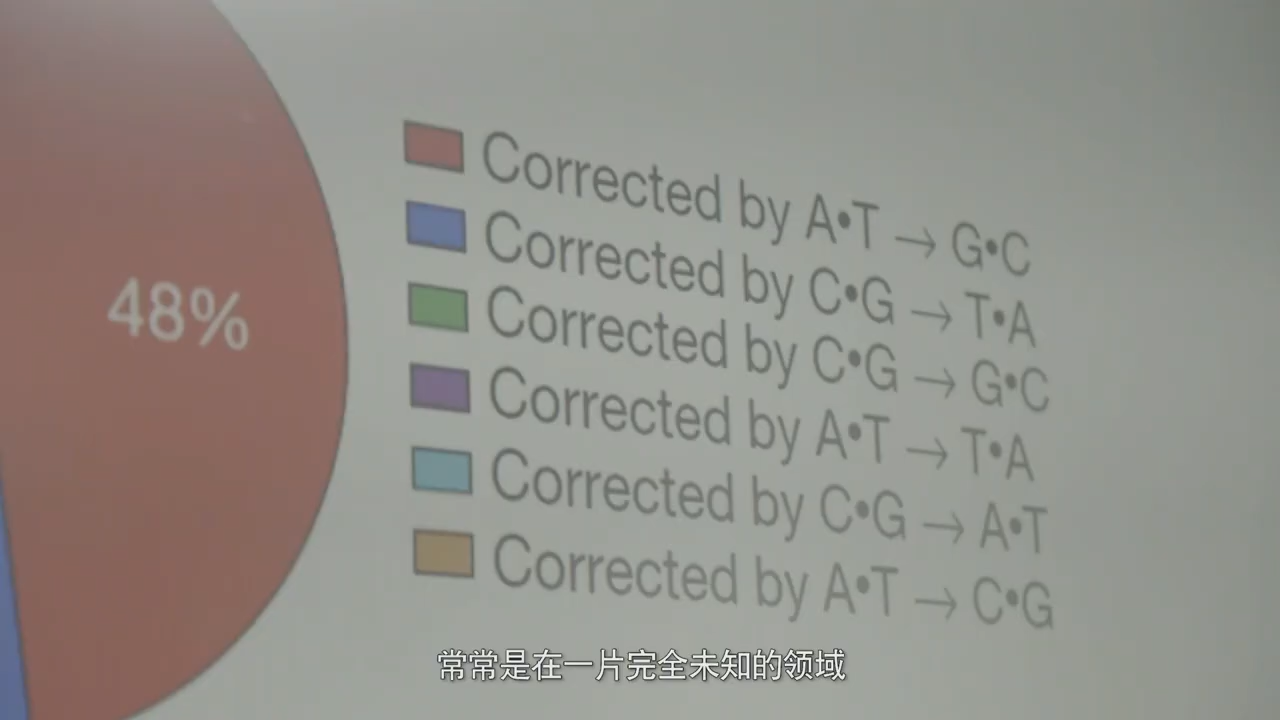 48%
Corrected by A•T → G•C
Corrected by C•G → T•A
Corrected by C•G → G•C
Corrected by A•T → T•A
Corrected by C•G → A•T
Corrected by A•T → C•G
常常是在一片完全未知的领域